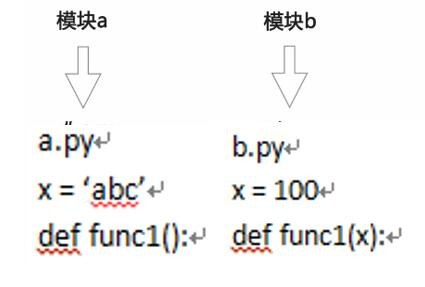 模块a
a.py
x = ‘abc’
def func1():
模块b
b.py
x = 100
def func1(x):